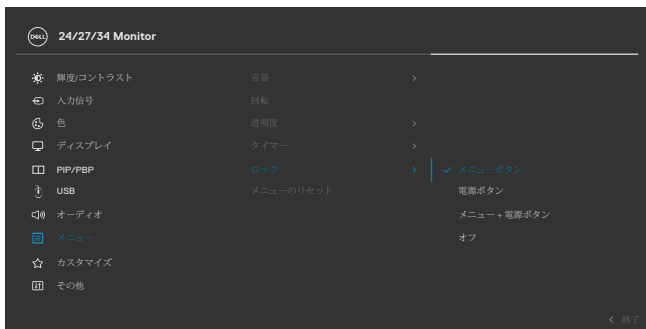 DELL
24/27/34 Monitor
輝度/コントラスト
入力信号
色
ディスプレイ
PIP/PBP
USB
オーディオ
メニュー
カスタマイズ
その他
言語
回転
透明度
タイマー
ロック
メニューのリセット
メニューボタン
電源ボタン
メニュー + 電源ボタン
オフ
終了